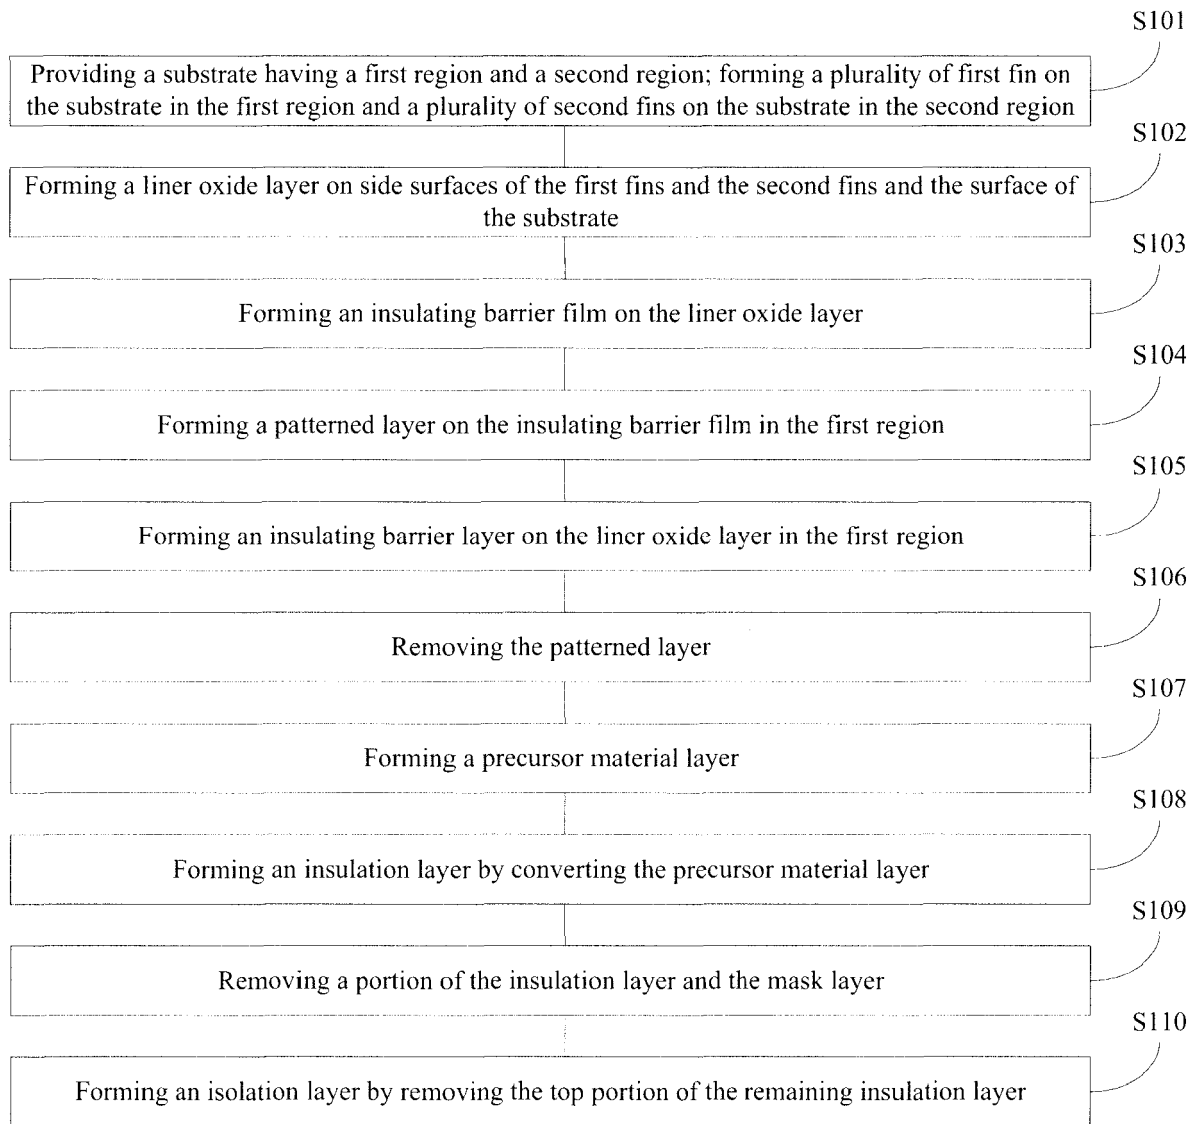 S101
Providing a substrate having a first region and a second region; forming a plurality of first fin on
the substrate in the first region and a plurality of second fins on the substrate in the second region
S102
Forming a liner oxide layer on side surfaces of the first fins and the second fins and the surface of
the substrate
S103
Forming an insulating barrier film on the liner oxide layer
S104
Forming a patterned layer on the insulating barrier film in the first region
S105
Forming an insulating barrier layer on the liner oxide layer in the first region
S106
Removing the patterned layer
S107
Forming a precursor material layer
S108
Forming an insulation layer by converting the precursor material layer
S109
Removing a portion of the insulation layer and the mask layer
S110
Forming an isolation layer by removing the top portion of the remaining insulation layer